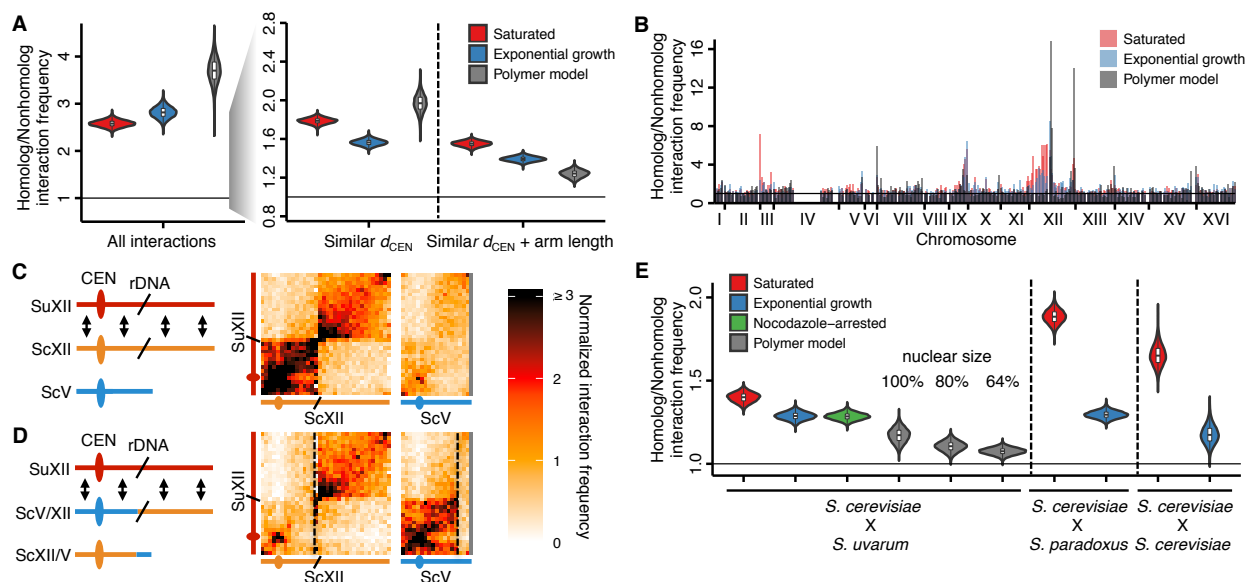 A
Homolog/Nonhomolog
interaction frequency
4
3
2
1
All interactions
2.8
2.4
2.0
1.6
1.2
0.8
Saturated
Exponential growth
Polymer model
Similar dCEN
Similar dCEN + arm length
B
Homolog/Nonhomolog
interaction frequency
16
12
8
4
0
Saturated
Exponential growth
Polymer model
I II III IV V VI VII VIII IX X XI XII XIII XIV XV XVI
Chromosome
C
CEN
rDNA
SuXII
ScXII
ScV
SuXII
ScXII
ScV
≥ 3
2
1
0
Normalized interaction frequency
D
CEN
rDNA
SuXII
ScV/XII
ScXII/V
SuXII
ScXII
ScV
E
Homolog/Nonhomolog
interaction frequency
2.0
1.5
1.0
Saturated
Exponential growth
Nocodazole−arrested
Polymer model
nuclear size
100% 80% 64%
S. cerevisiae
X
S. uvarum
S. cerevisiae
X
S. paradoxus
S. cerevisiae
X
S. cerevisiae